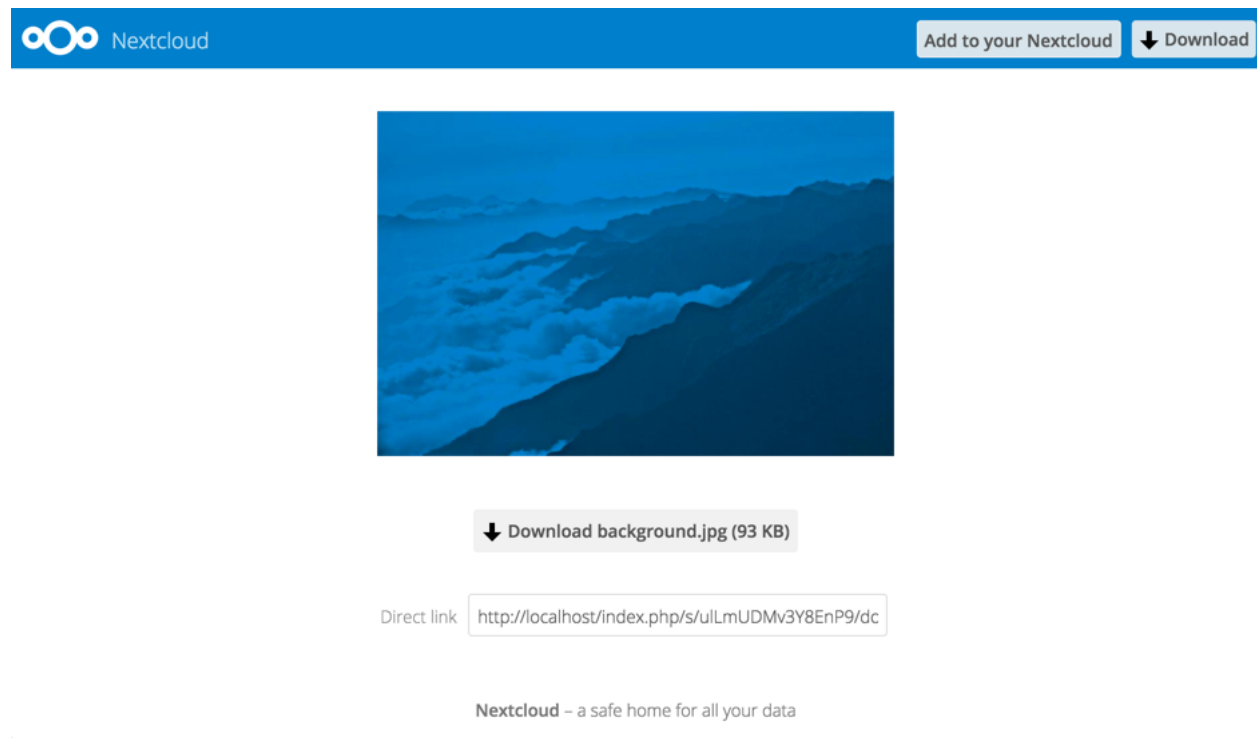 Nextcloud
Add to your Nextcloud
Download
Download background.jpg (93 KB)
Direct link http://localhost/index.php/s/ulLmUDMv3Y8EnP9/dc
Nextcloud – a safe home for all your data